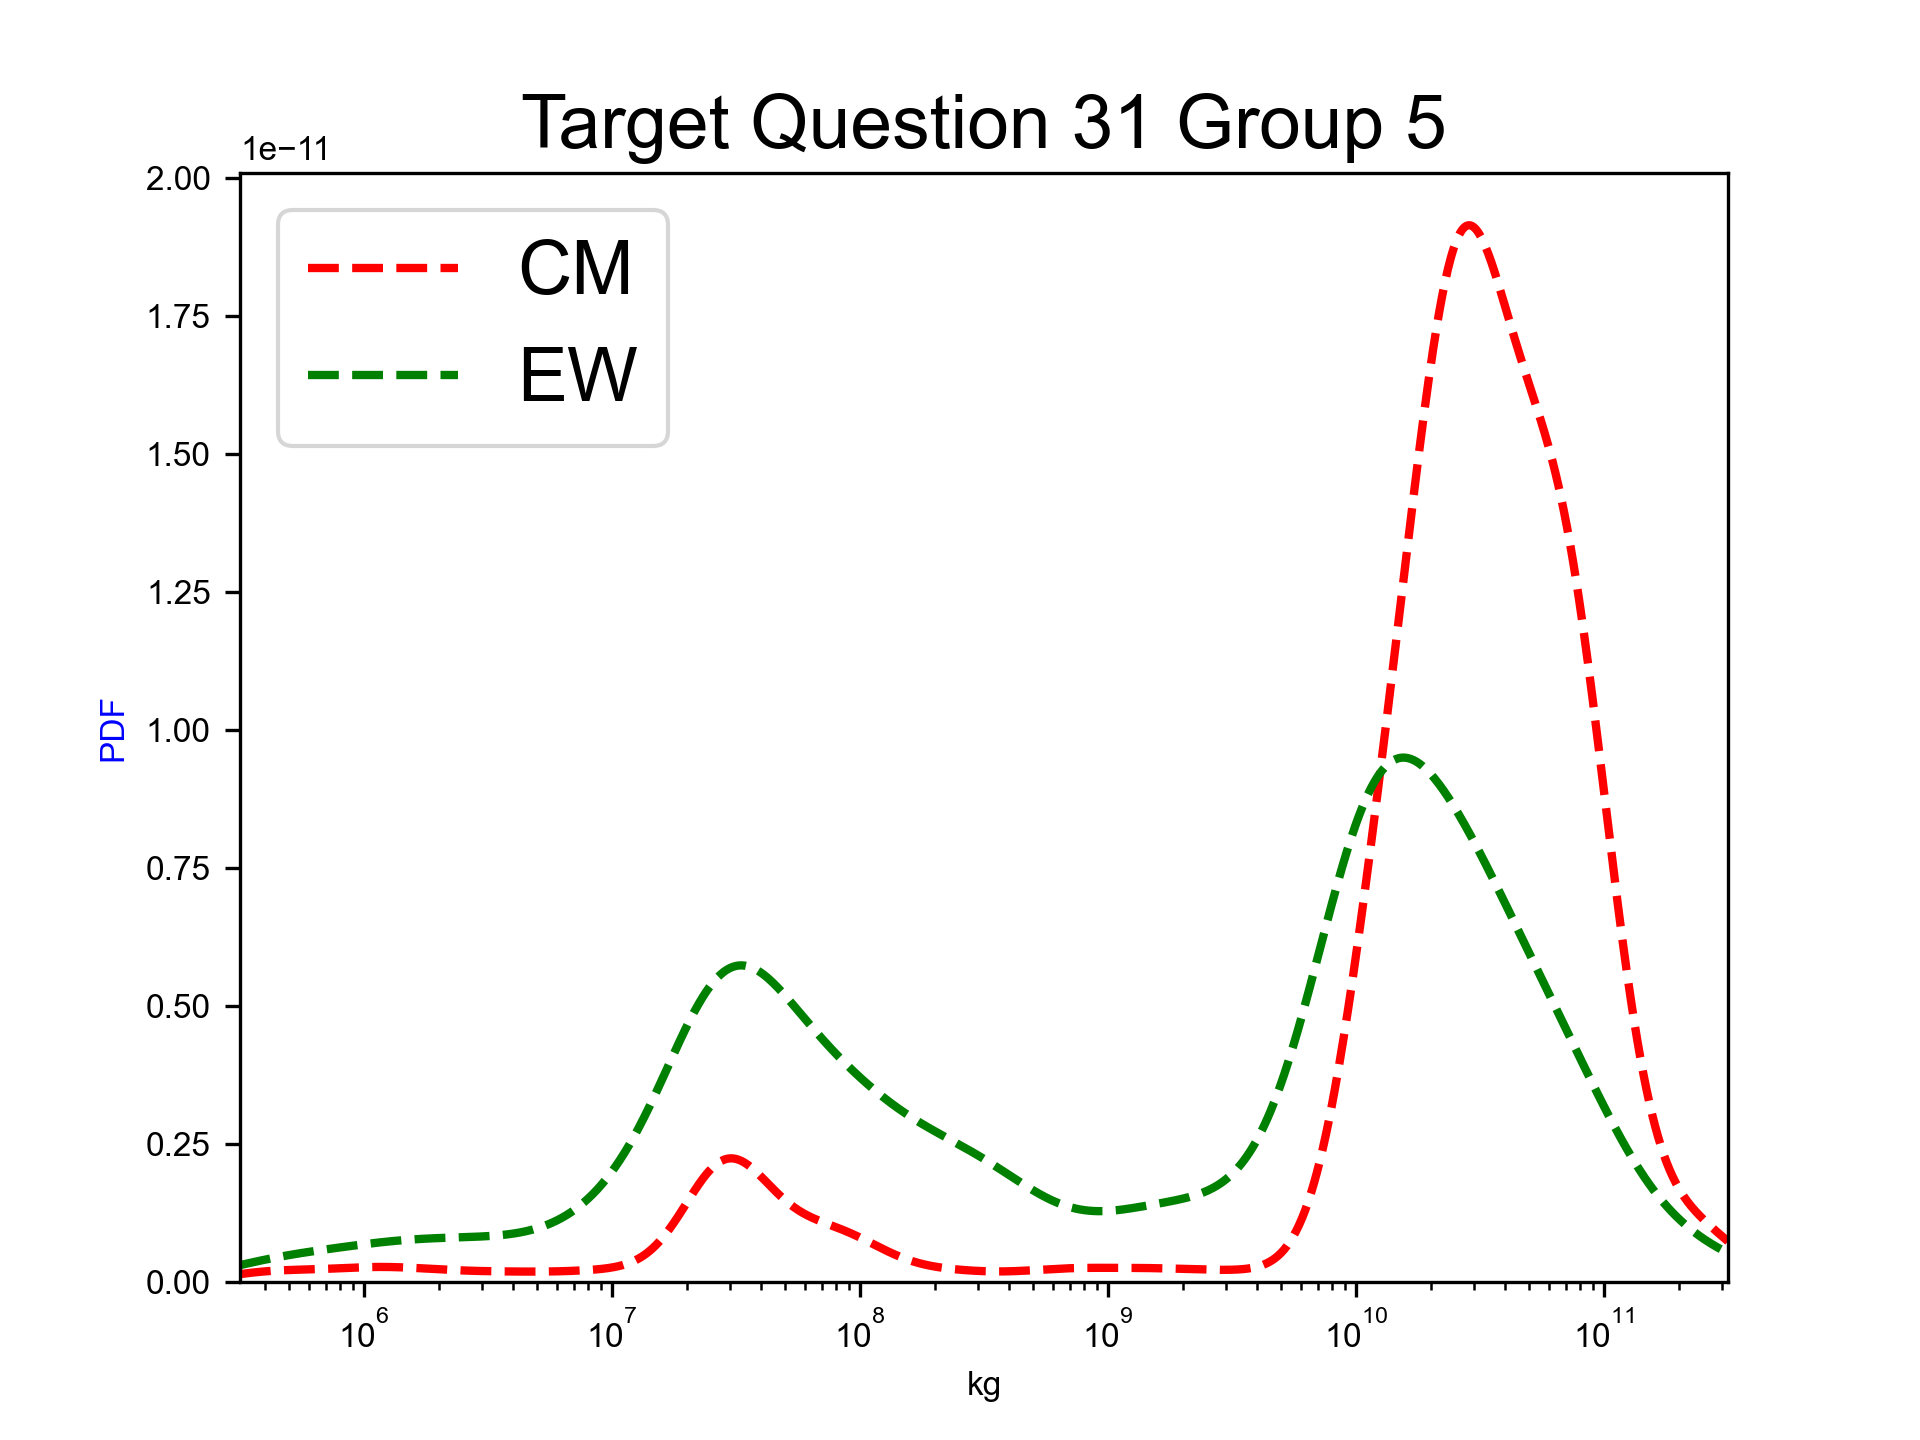 Target Question 31 Group 5
1e−11
2.00
1.75
1.50
1.25
1.00
0.75
0.50
0.25
0.00
PDF
CM
EW
10^6 10^7 10^8 10^9 10^10 10^11
kg